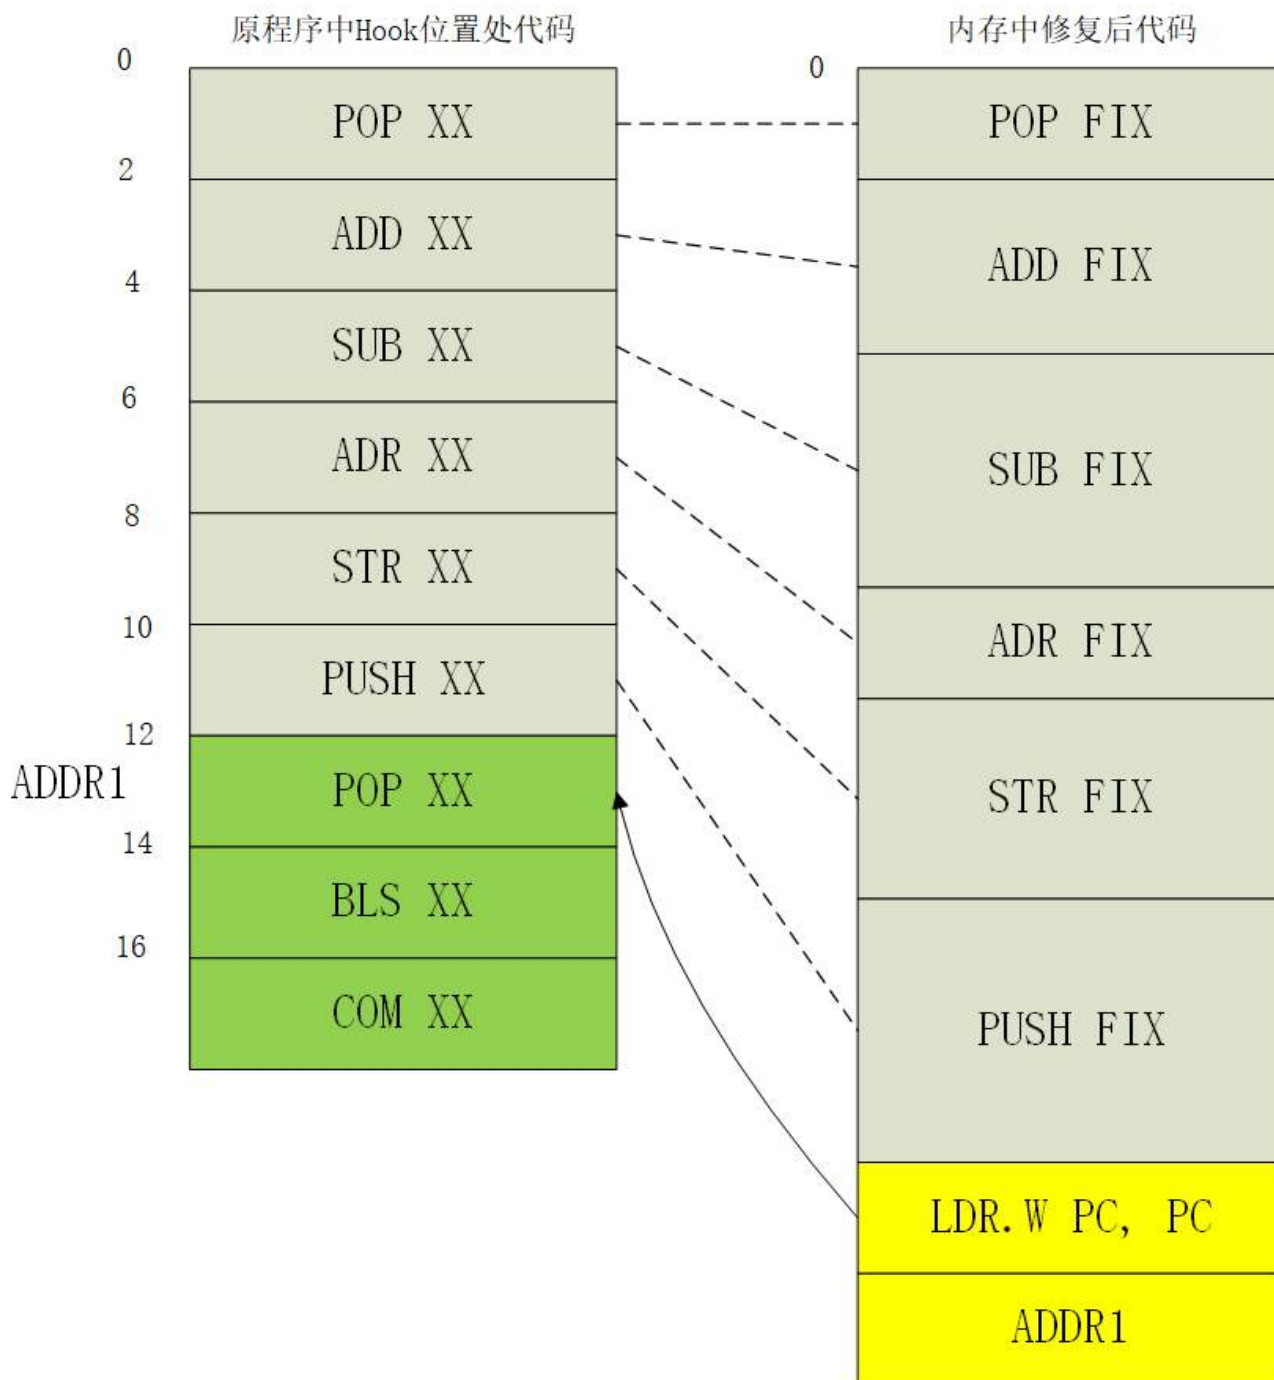 原程序中Hook位置处代码
0
POP XX
2
ADD XX
4
SUB XX
6
ADR XX
8
STR XX
10
PUSH XX
12
ADDR1
POP XX
14
BLS XX
16
COM XX
内存中修复后代码
0
POP FIX
ADD FIX
SUB FIX
ADR FIX
STR FIX
PUSH FIX
LDR.W PC, PC
ADDR1